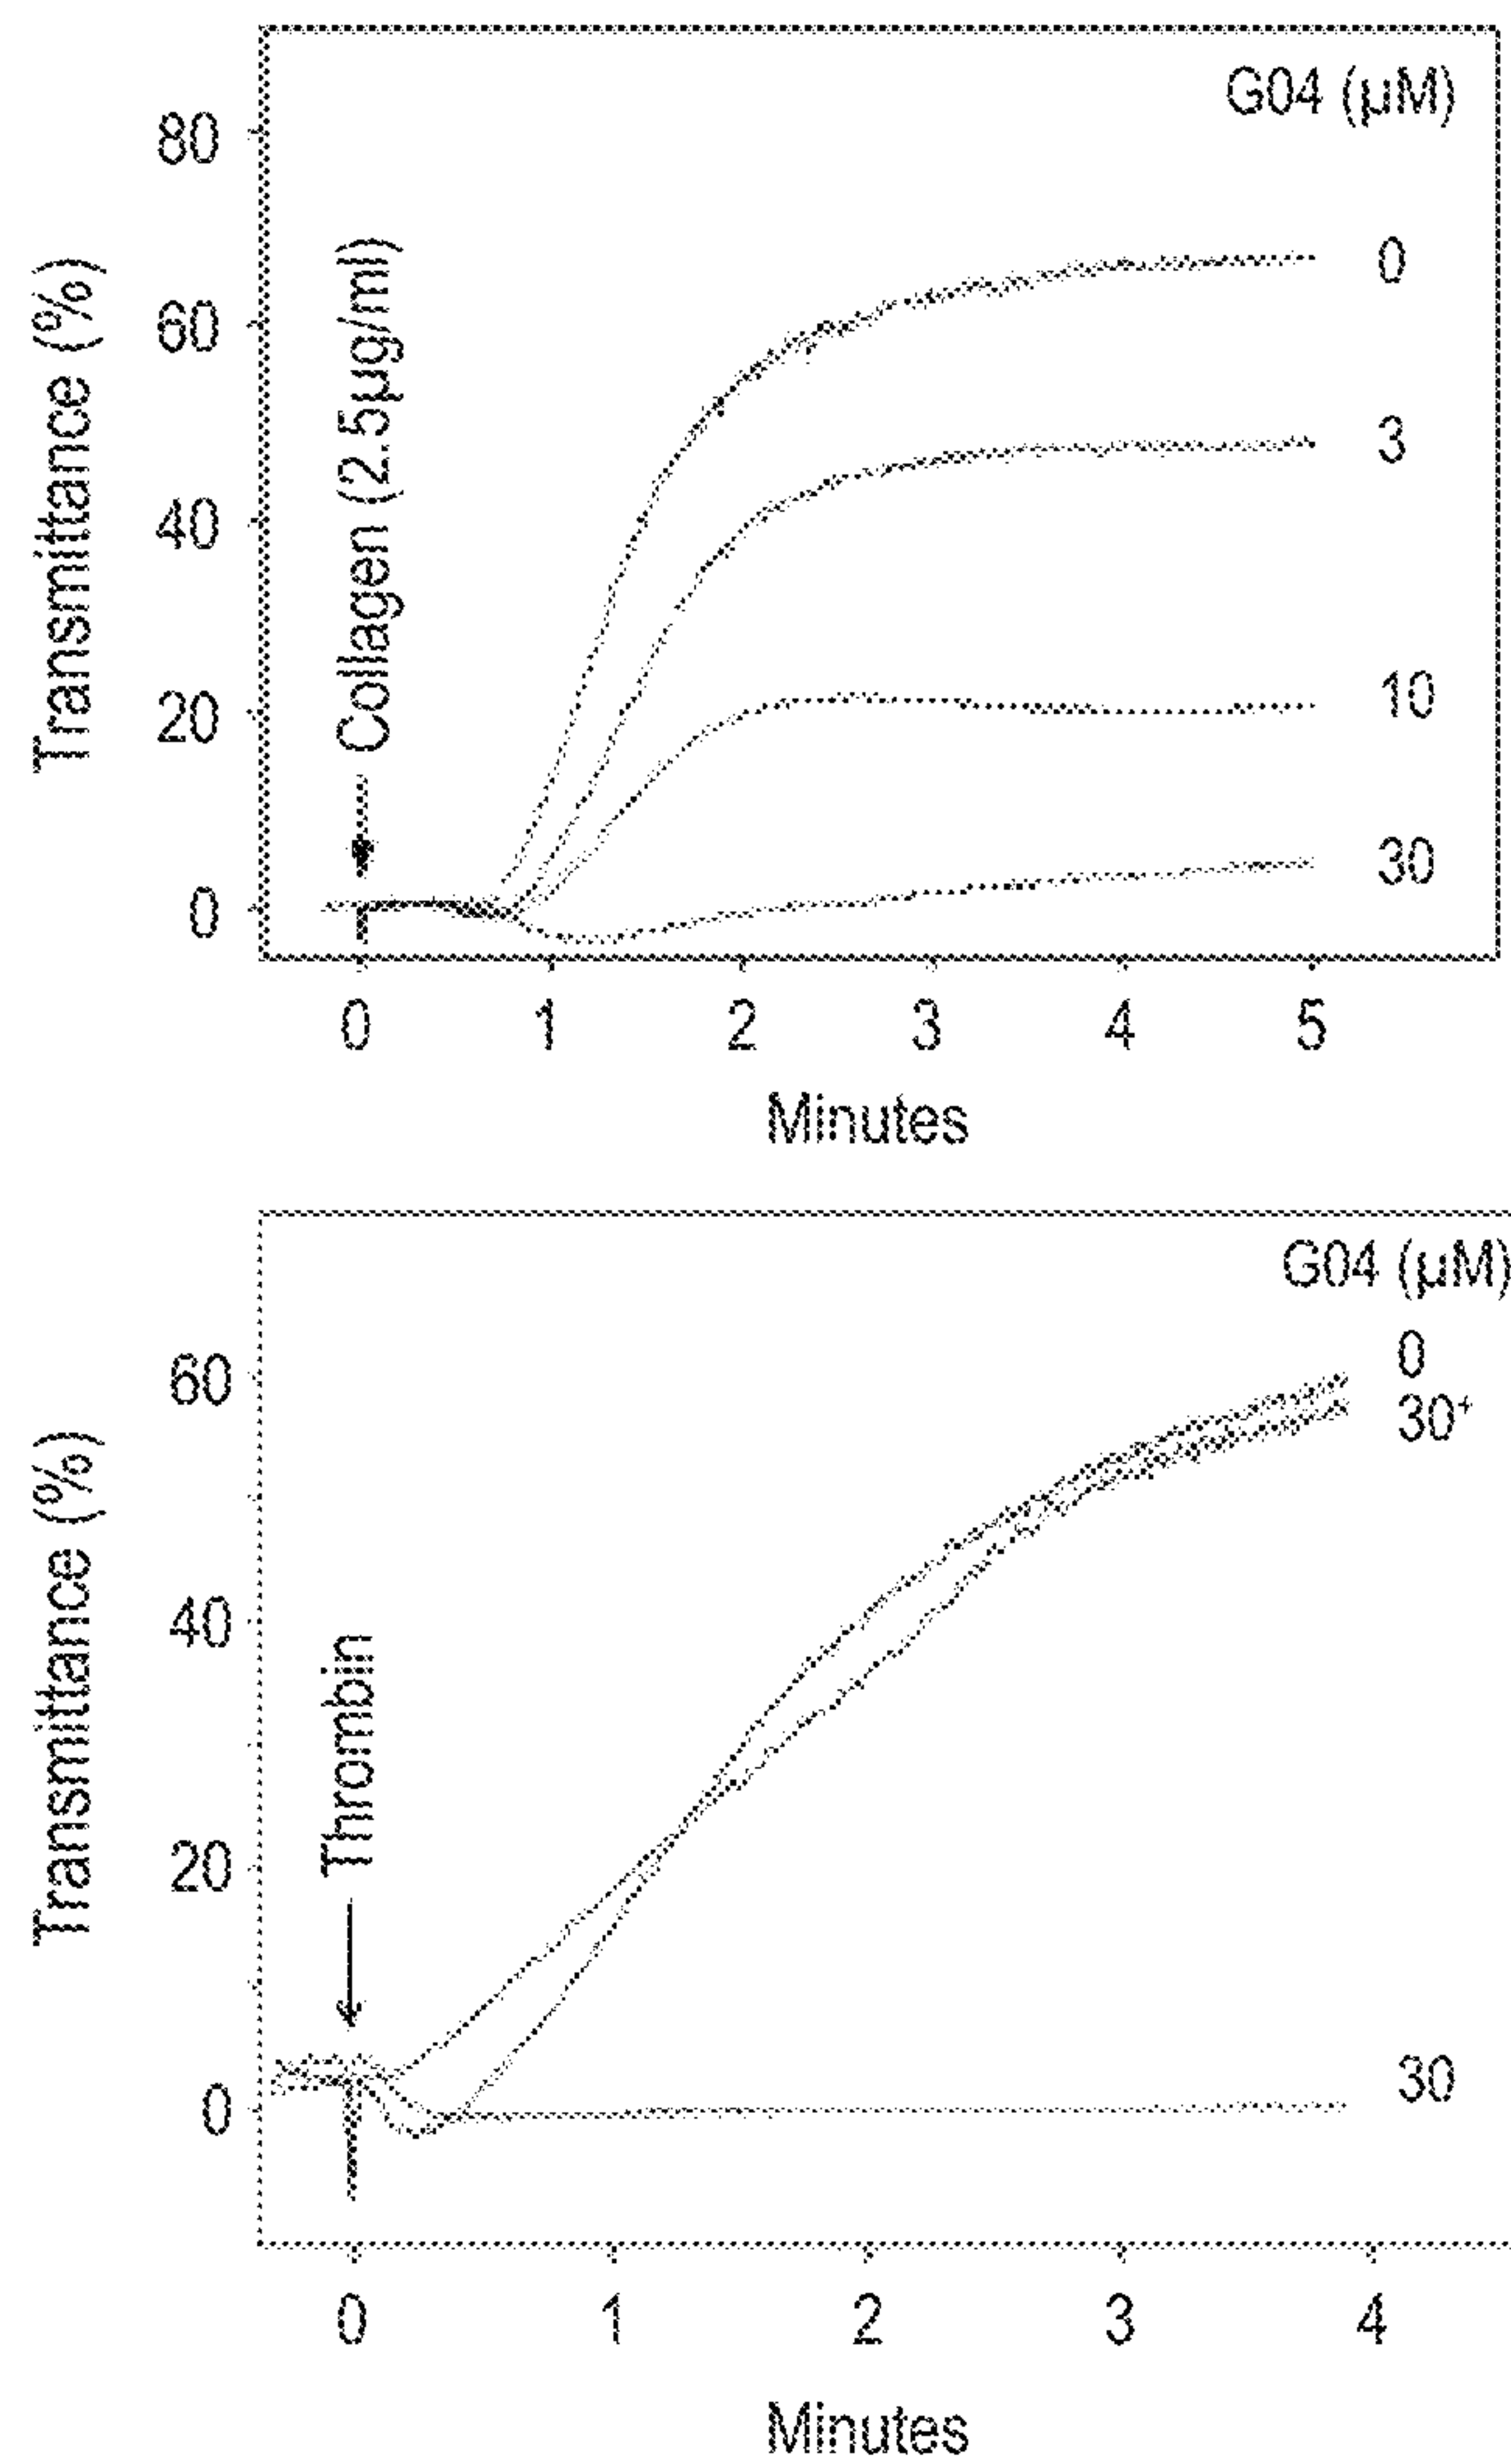 G04 (µM)
80
60
40
20
0
Transmittance (%)
Collagen (2.5µg/ml)
0
3
10
30
0 1 2 3 4 5
Minutes
G04 (µM)
0
30+
60
40
20
0
Transmittance (%)
Thrombin
30
0 1 2 3 4
Minutes